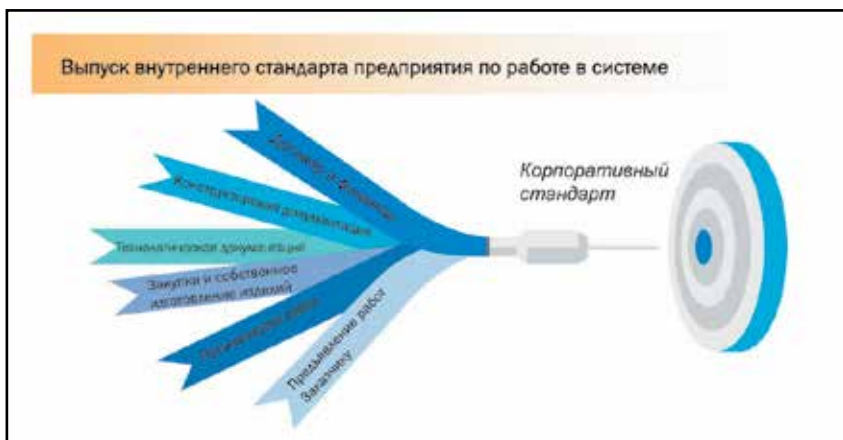 Выпуск внутреннего стандарта предприятия по работе в системе
Корпоративный
стандарт
Конструкторская документация
Технологическая документация
Закупки и собственное
изготовление изделий
Предъявление работ
Заказчику